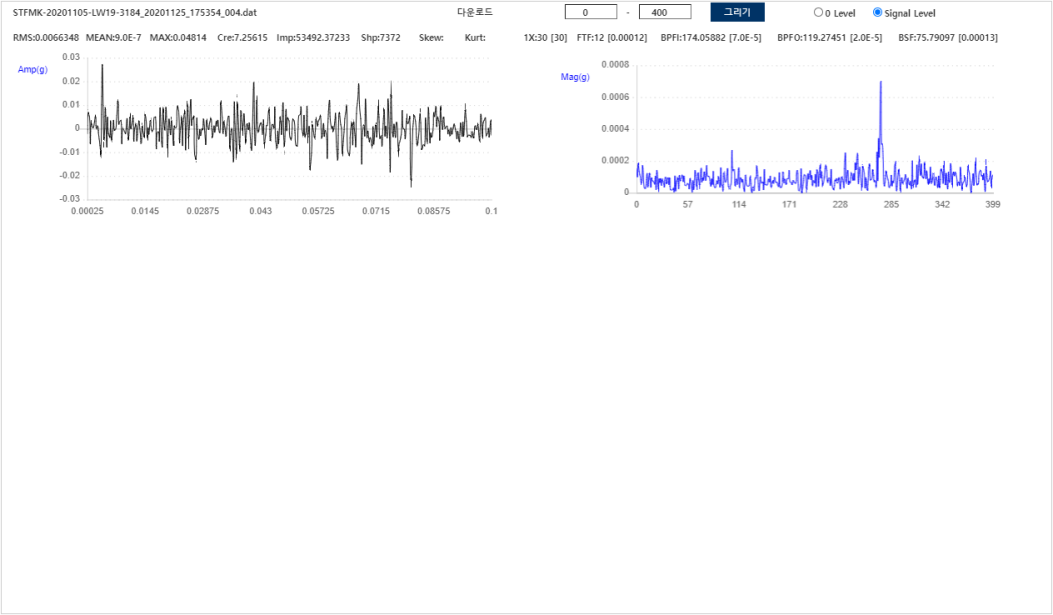 STFMK-20201105-LW19-3184_20201125_175354_004.dat 다운로드 0 - 400 그리기 0 Level Signal Level
RMS:0.0066348 MEAN:9.0E-7 MAX:0.04814 Cre:7.25615 Imp:53492.37233 Shp:7372 Skew: Kurt: 1X:30 [30] FTF:12 [0.00012] BPFI:174.05882 [7.0E-5] BPFO:119.27451 [2.0E-5] BSF:75.79097 [0.00013]
Amp(g)
0.03
0.02
0.01
0
-0.01
-0.02
-0.03
0.00025 0.0145 0.02875 0.043 0.05725 0.0715 0.08575 0.1
Mag(g)
0.0008
0.0006
0.0004
0.0002
0
0 57 114 171 228 285 342 399